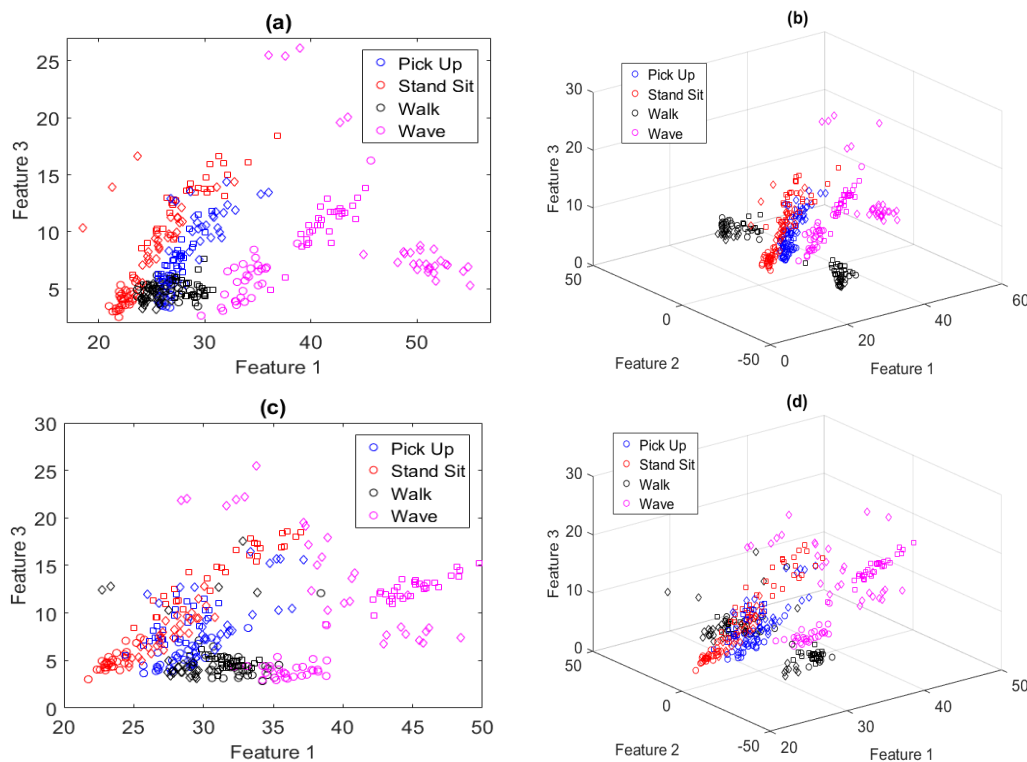 (a)
25
20
15
10
5
Feature 3
Pick Up
Stand Sit
Walk
Wave
20 30 40 50
Feature 1
(b)
30
20
10
0
Feature 3
Pick Up
Stand Sit
Walk
Wave
50 0 -50
Feature 2
0 20 40 60
Feature 1
(c)
30
25
20
15
10
5
0
Feature 3
Pick Up
Stand Sit
Walk
Wave
20 25 30 35 40 45 50
Feature 1
(d)
30
20
10
0
Feature 3
Pick Up
Stand Sit
Walk
Wave
50 0 -50
Feature 2
20 30 40 50
Feature 1